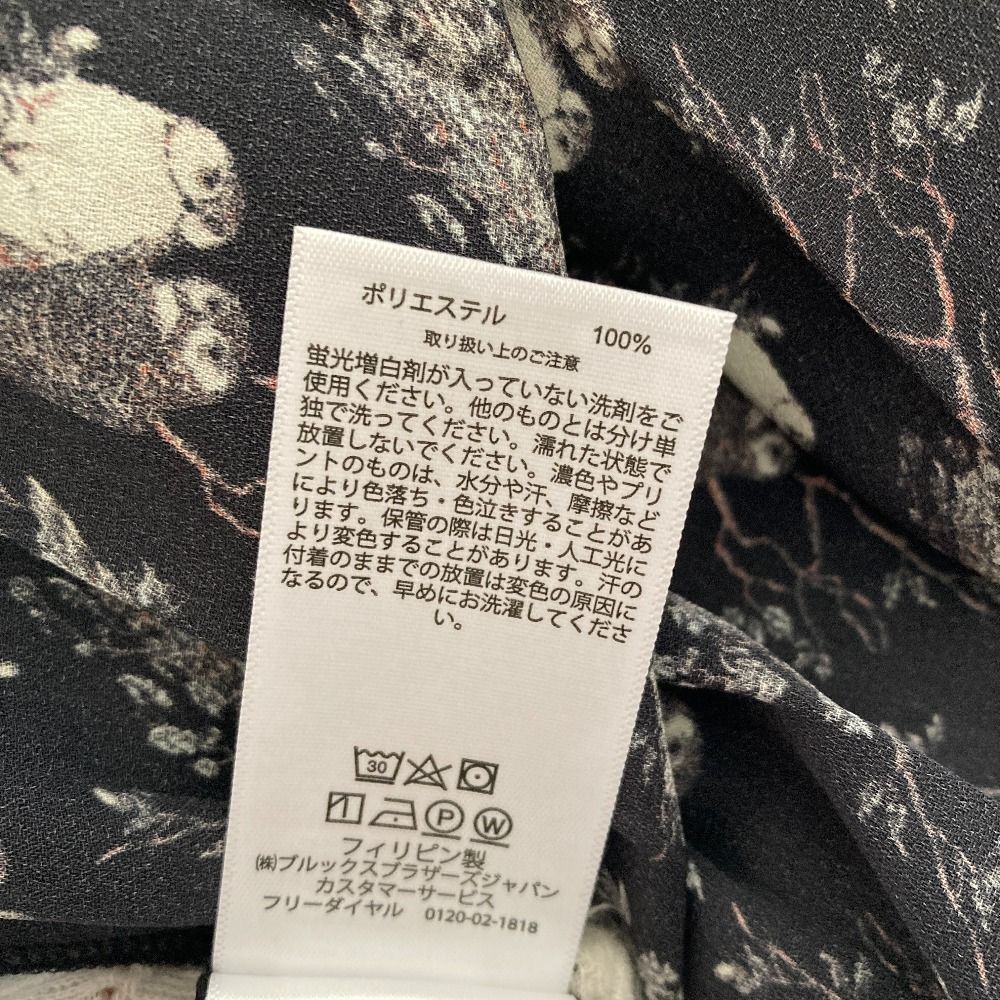 ポリエステル 100%
取り扱い上のご注意
蛍光増白剤が入っていない洗剤をご
使用ください。他のものとは分け単
独で洗ってください。濡れた状態で
放置しないでください。濃色やプリ
ントのものは、水分や汗、摩擦など
により色落ち・色泣きすることがあ
ります。保管の際は日光・人工光に
より変色することがあります。汗の
付着のままでの放置は変色の原因に
なるので、早めにお洗濯してくださ
い。
30
P W
フィリピン製
㈱ブルックスブラザーズジャパン
カスタマーサービス
フリーダイヤル 0120-02-1818